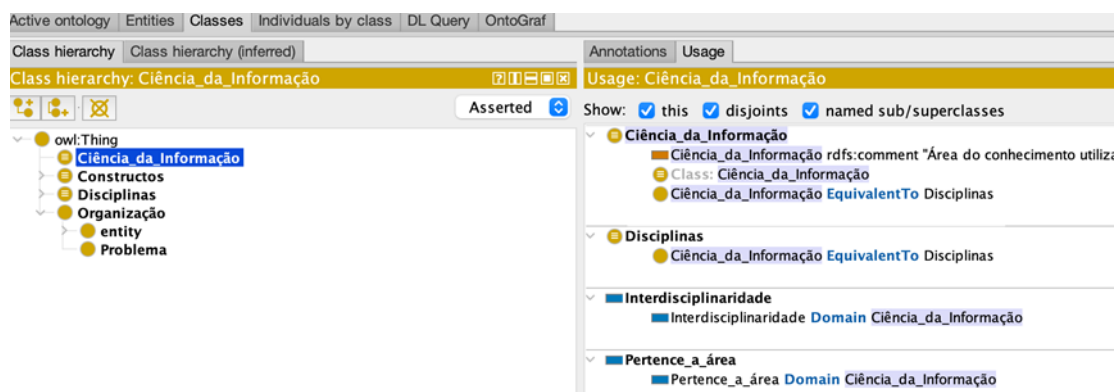 Active ontology Entities Classes Individuals by class DL Query OntoGraf
Class hierarchy Class hierarchy (inferred)
Class hierarchy: Ciência_da_Informação
Asserted
owl:Thing
Ciência_da_Informação
Constructos
Disciplinas
Organização
entity
Problema
Annotations Usage
Usage: Ciência_da_Informação
Show: this disjoints named sub/superclasses
Ciência_da_Informação
Ciência_da_Informação rdfs:comment "Área do conhecimento utiliza
Class: Ciência_da_Informação
Ciência_da_Informação EquivalentTo Disciplinas
Disciplinas
Ciência_da_Informação EquivalentTo Disciplinas
Interdisciplinaridade
Interdisciplinaridade Domain Ciência_da_Informação
Pertence_a_área
Pertence_a_área Domain Ciência_da_Informação